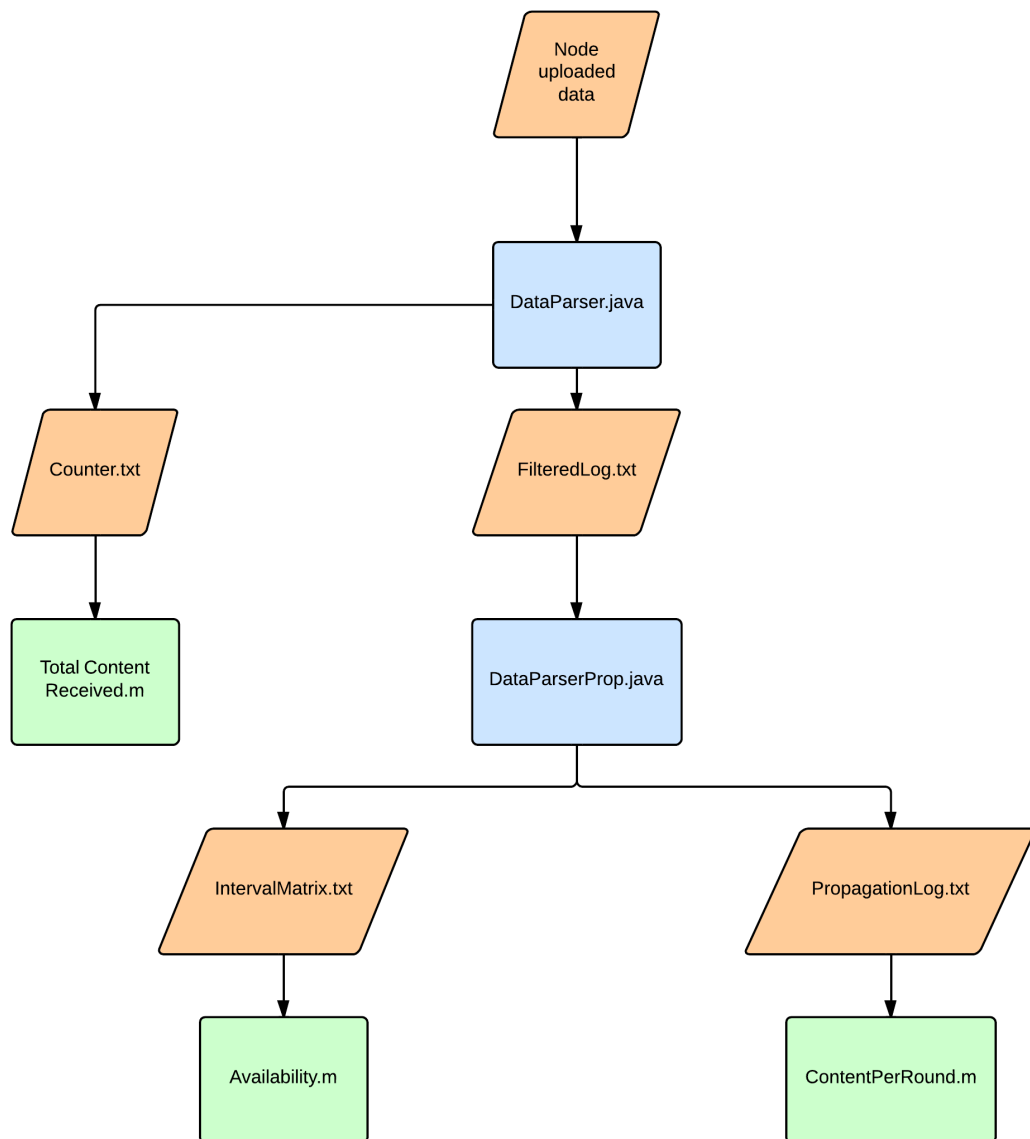 Node
uploaded
data
DataParser.java
Counter.txt
FilteredLog.txt
Total Content
Received.m
DataParserProp.java
IntervalMatrix.txt
PropagationLog.txt
Availability.m
ContentPerRound.m